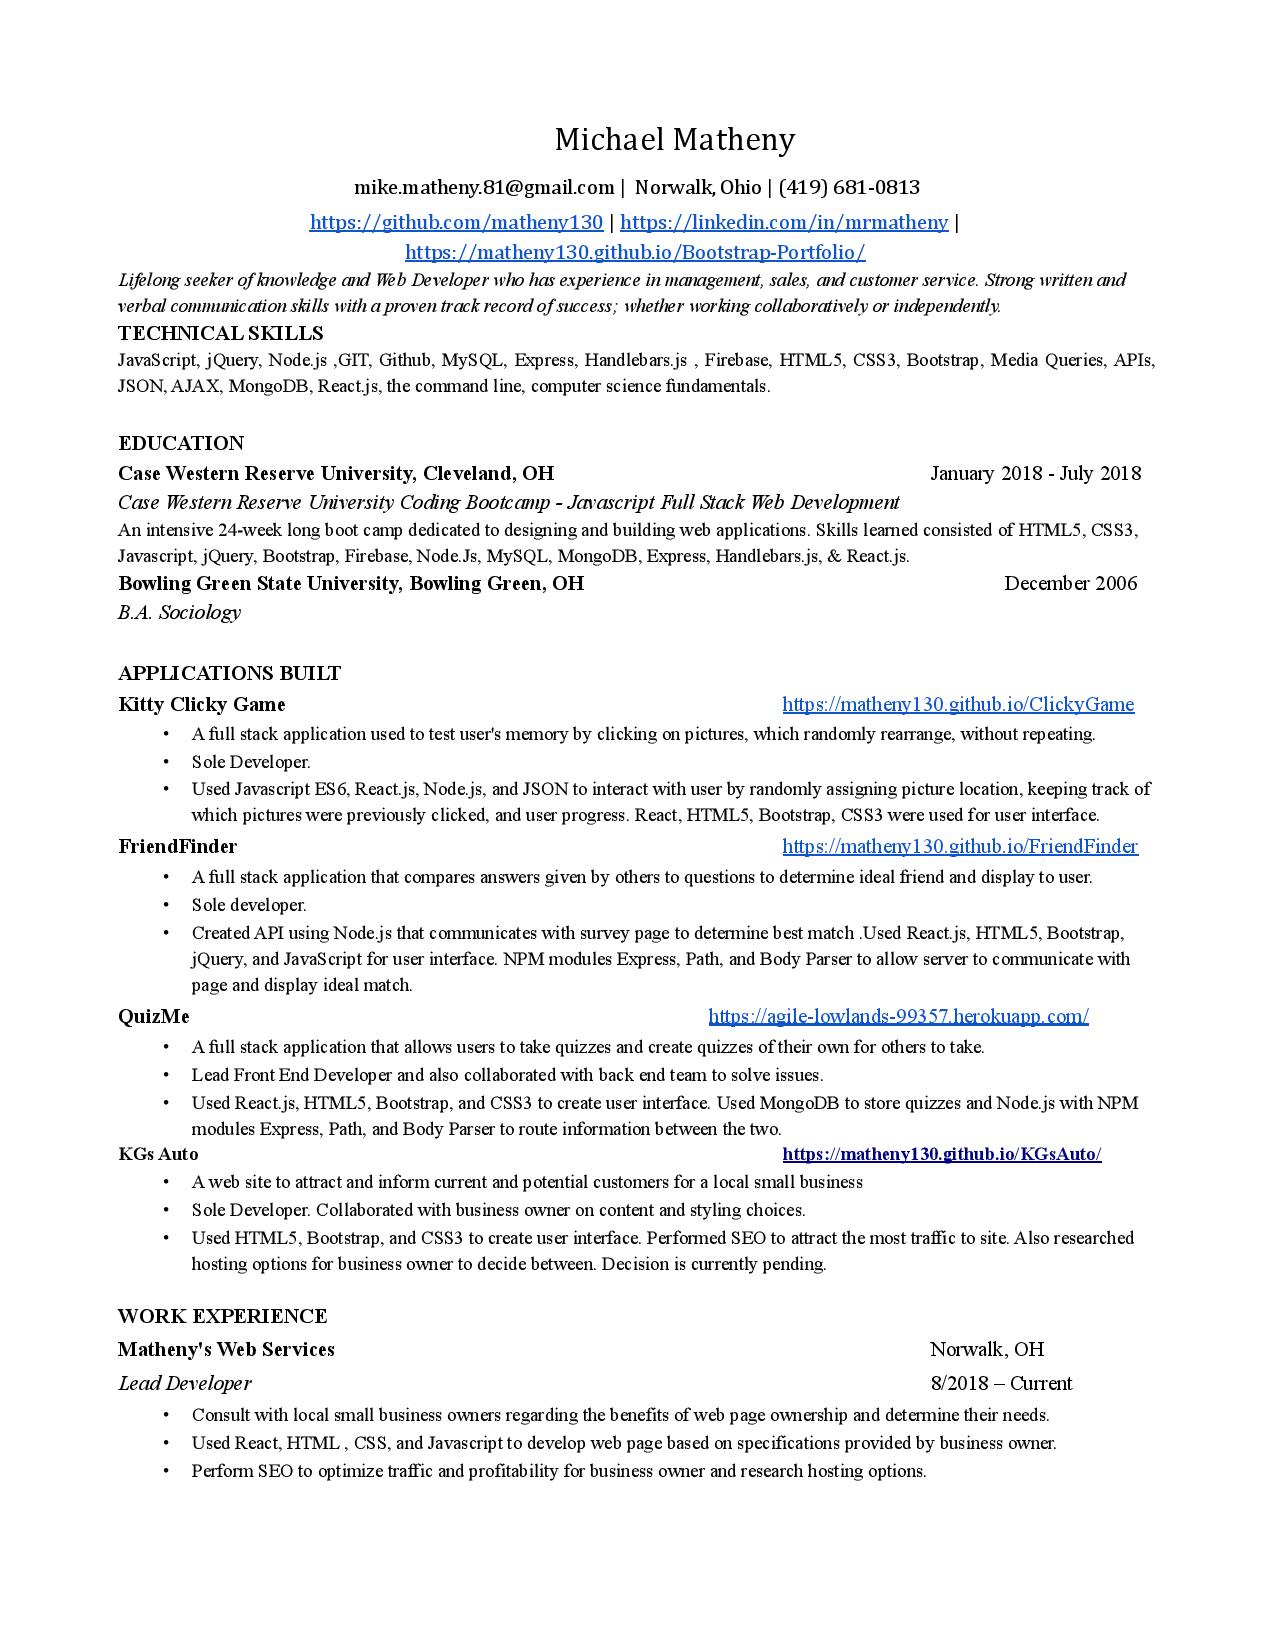 Michael Matheny
mike.matheny.81@gmail.com | Norwalk, Ohio | (419) 681-0813
https://github.com/matheny130 | https://linkedin.com/in/mrmatheny |
https://matheny130.github.io/Bootstrap-Portfolio/
Lifelong seeker of knowledge and Web Developer who has experience in management, sales, and customer service. Strong written and
verbal communication skills with a proven track record of success; whether working collaboratively or independently.
TECHNICAL SKILLS
JavaScript, jQuery, Node.js ,GIT, Github, MySQL, Express, Handlebars.js , Firebase, HTML5, CSS3, Bootstrap, Media Queries, APIs,
JSON, AJAX, MongoDB, React.js, the command line, computer science fundamentals.
EDUCATION
Case Western Reserve University, Cleveland, OH January 2018 - July 2018
Case Western Reserve University Coding Bootcamp - Javascript Full Stack Web Development
An intensive 24-week long boot camp dedicated to designing and building web applications. Skills learned consisted of HTML5, CSS3,
Javascript, jQuery, Bootstrap, Firebase, Node.Js, MySQL, MongoDB, Express, Handlebars.js, & React.js.
Bowling Green State University, Bowling Green, OH December 2006
B.A. Sociology
APPLICATIONS BUILT
Kitty Clicky Game https://matheny130.github.io/ClickyGame
• A full stack application used to test user's memory by clicking on pictures, which randomly rearrange, without repeating.
• Sole Developer.
• Used Javascript ES6, React.js, Node.js, and JSON to interact with user by randomly assigning picture location, keeping track of
which pictures were previously clicked, and user progress. React, HTML5, Bootstrap, CSS3 were used for user interface.
FriendFinder https://matheny130.github.io/FriendFinder
• A full stack application that compares answers given by others to questions to determine ideal friend and display to user.
• Sole developer.
• Created API using Node.js that communicates with survey page to determine best match .Used React.js, HTML5, Bootstrap,
jQuery, and JavaScript for user interface. NPM modules Express, Path, and Body Parser to allow server to communicate with
page and display ideal match.
QuizMe https://agile-lowlands-99357.herokuapp.com/
• A full stack application that allows users to take quizzes and create quizzes of their own for others to take.
• Lead Front End Developer and also collaborated with back end team to solve issues.
• Used React.js, HTML5, Bootstrap, and CSS3 to create user interface. Used MongoDB to store quizzes and Node.js with NPM
modules Express, Path, and Body Parser to route information between the two.
KGs Auto https://matheny130.github.io/KGsAuto/
• A web site to attract and inform current and potential customers for a local small business
• Sole Developer. Collaborated with business owner on content and styling choices.
• Used HTML5, Bootstrap, and CSS3 to create user interface. Performed SEO to attract the most traffic to site. Also researched
hosting options for business owner to decide between. Decision is currently pending.
WORK EXPERIENCE
Matheny's Web Services Norwalk, OH
Lead Developer 8/2018 – Current
• Consult with local small business owners regarding the benefits of web page ownership and determine their needs.
• Used React, HTML , CSS, and Javascript to develop web page based on specifications provided by business owner.
• Perform SEO to optimize traffic and profitability for business owner and research hosting options.